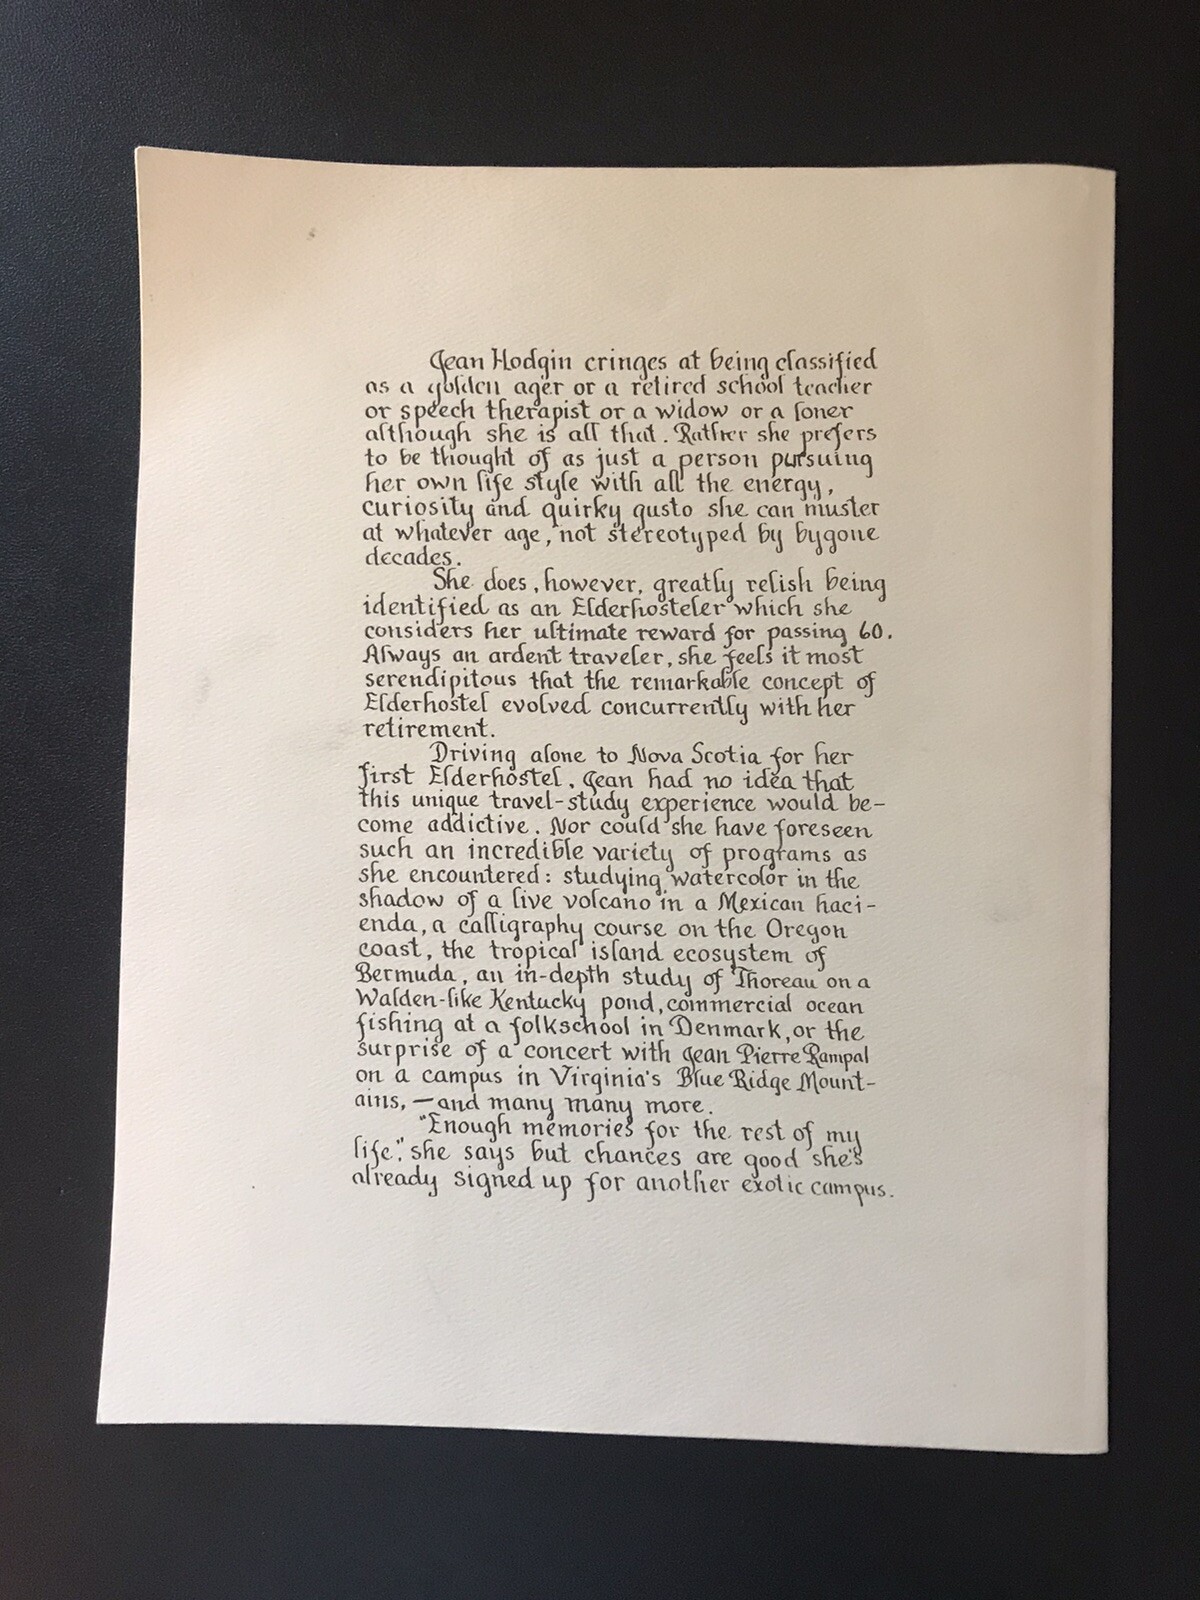 Jean Hodgin cringes at being classified
as a golden ager or a retired school teacher
or speech therapist or a widow or a loner
although she is all that. Rather she prefers
to be thought of as just a person pursuing
her own life style with all the energy,
curiosity and quirky gusto she can muster
at whatever age, not stereotyped by bygone
decades.
She does, however, greatly relish being
identified as an Elderhosteler which she
considers her ultimate reward for passing 60.
Always an ardent traveler, she feels it most
serendipitous that the remarkable concept of
Elderhostel evolved concurrently with her
retirement.
Driving alone to Nova Scotia for her
first Elderhostel, Jean had no idea that
this unique travel-study experience would be-
come addictive. Nor could she have foreseen
such an incredible variety of programs as
she encountered: studying watercolor in the
shadow of a live volcano in a Mexican haci-
enda, a calligraphy course on the Oregon
coast, the tropical island ecosystem of
Bermuda, an in-depth study of Thoreau on a
Walden-like Kentucky pond, commercial ocean
fishing at a folkschool in Denmark, or the
surprise of a concert with Jean Pierre Rampal
on a campus in Virginia's Blue Ridge Mount-
ains, — and many many more.
"Enough memories for the rest of my
life". she says but chances are good she's
already signed up for another exotic campus.